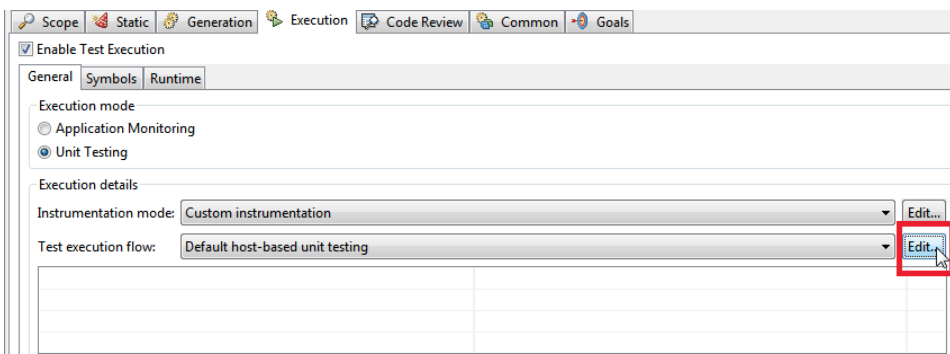 Scope Static Generation Execution Code Review Common Goals
Enable Test Execution
General Symbols Runtime
Execution mode
Application Monitoring
Unit Testing
Execution details
Instrumentation mode: Custom instrumentation Edit...
Test execution flow: Default host-based unit testing Edit...